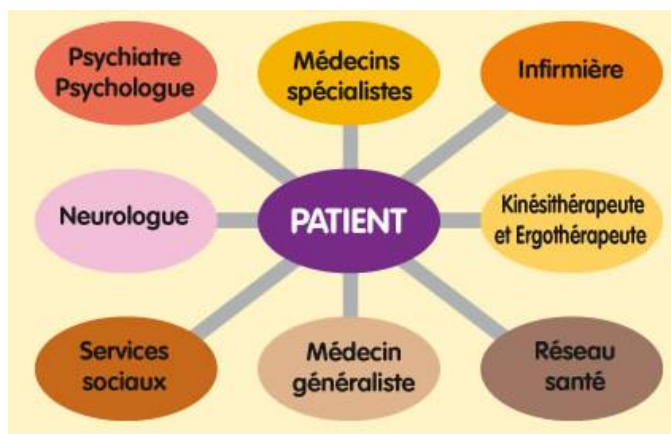 Psychiatre
Psychologue
Médecins
spécialistes
Infirmière
Neurologue
PATIENT
Kinésithérapeute
et Ergothérapeute
Services
sociaux
Médecin
généraliste
Réseau
santé